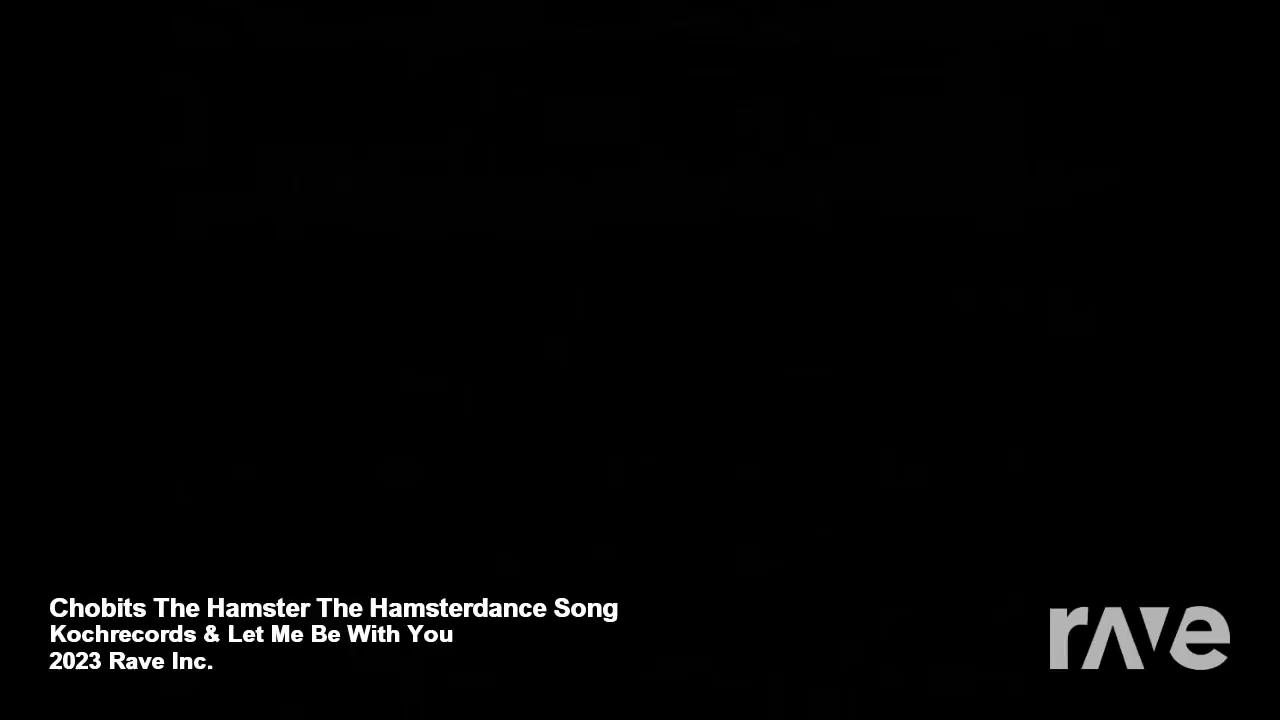 Chobits The Hamster The Hamsterdance Song
Kochrecords & Let Me Be With You
2023 Rave Inc.
rave